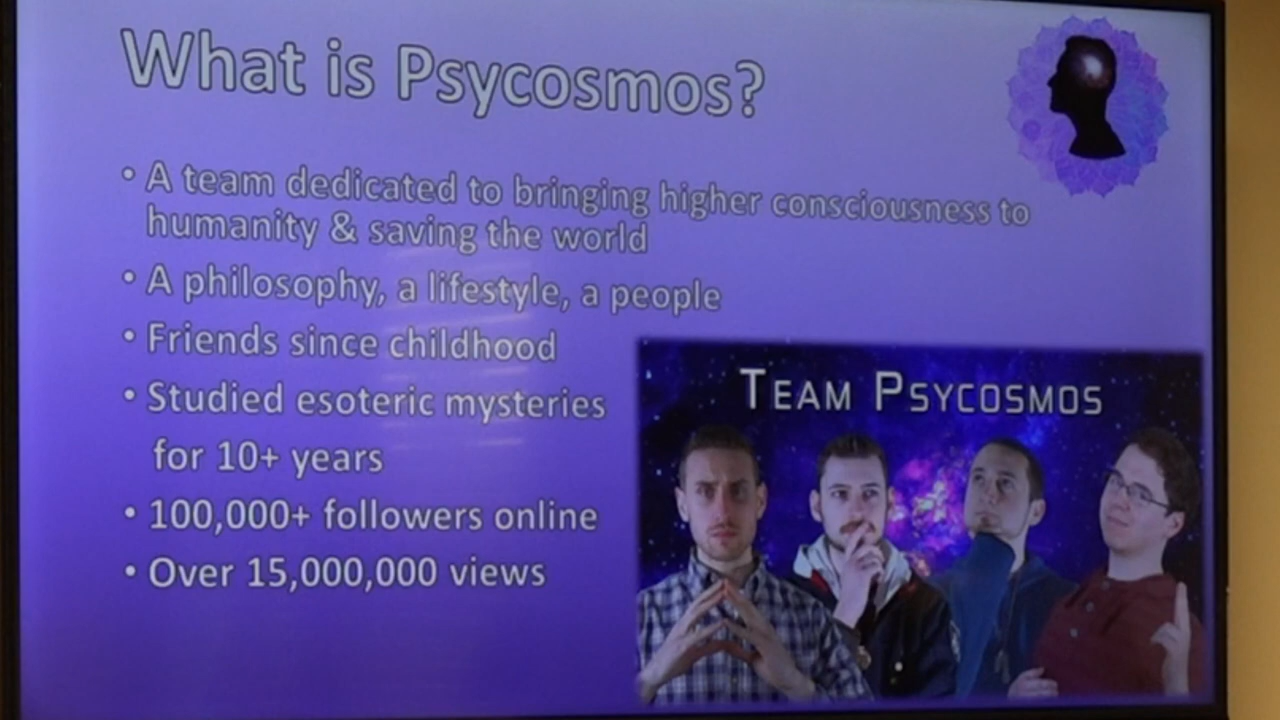 What is Psycosmos?
• A team dedicated to bringing higher consciousness to
humanity & saving the world
• A philosophy, a lifestyle, a people
• Friends since childhood
• Studied esoteric mysteries
for 10+ years
• 100,000+ followers online
• Over 15,000,000 views
TEAM PSYCOSMOS